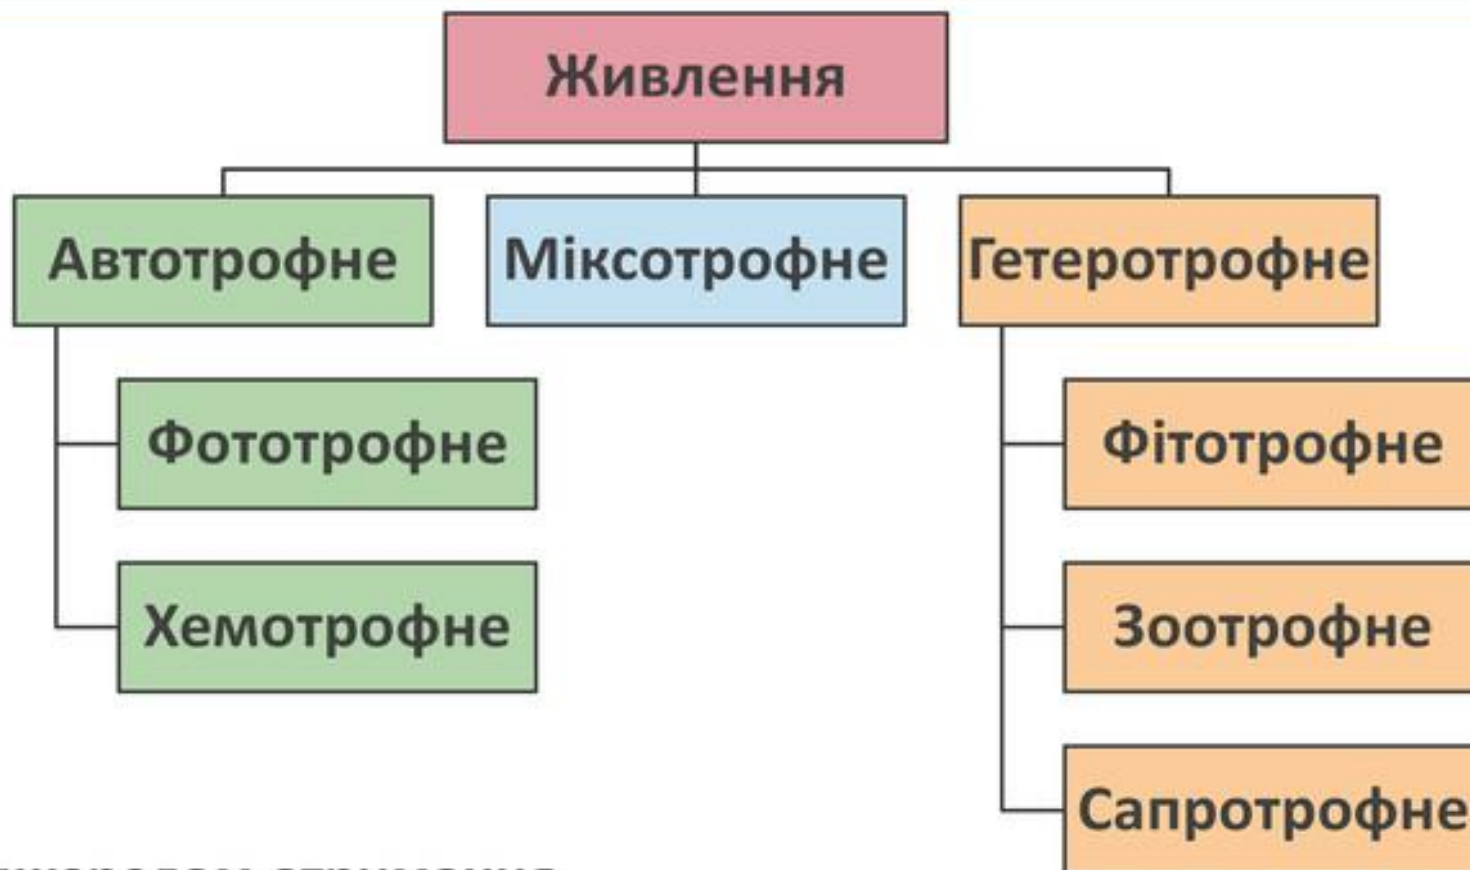 Живлення
Автотрофне
Міксотрофне
Гетеротрофне
Фототрофне
Фітотрофне
Хемотрофне
Зоотрофне
Сапротрофне